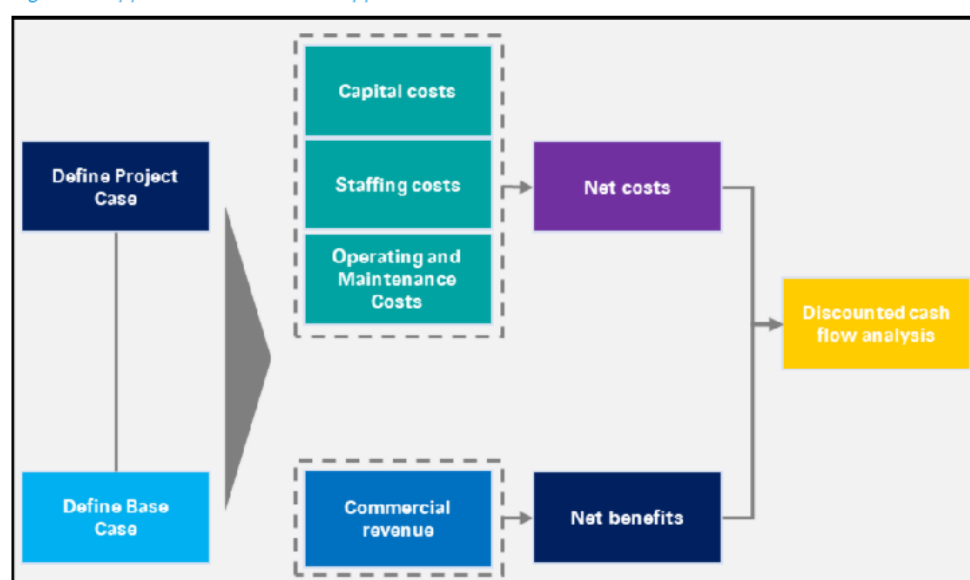 Capital costs
Define Project
Case
Staffing costs
Net costs
Operating and
Maintenance
Costs
Discounted cash
flow analysis
Define Base
Case
Commercial
revenue
Net benefits